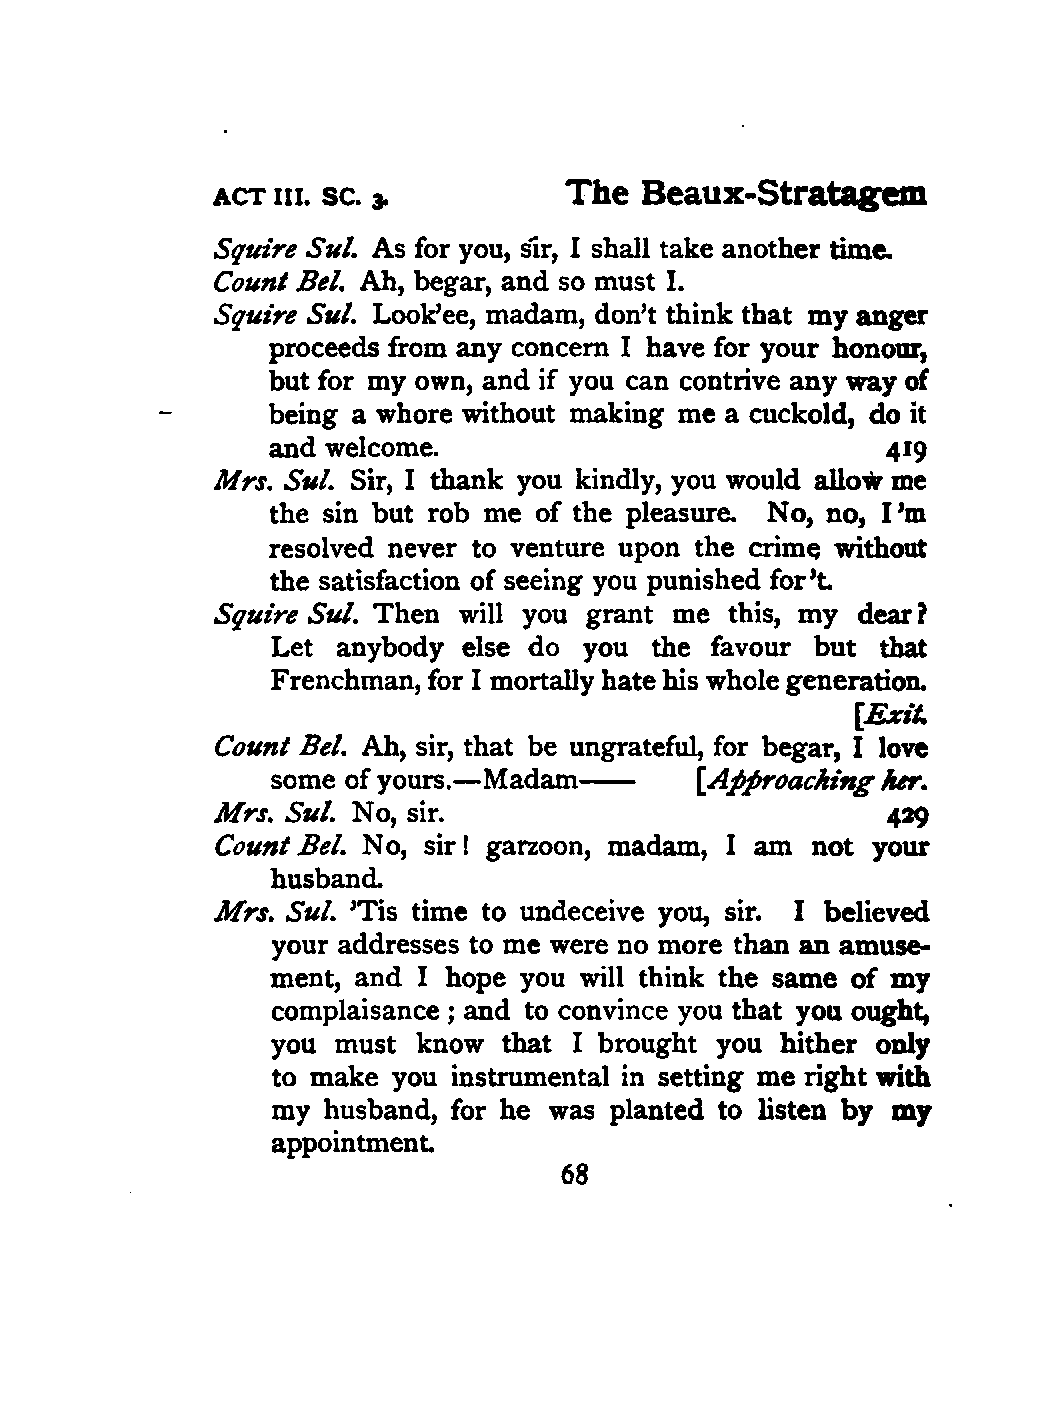 ACT III. SC. 3. The Beaux-Stratagem
Squire Sul. As for you, sir, I shall take another time.
Count Bel. Ah, begar, and so must I.
Squire Sul. Look'ee, madam, don't think that my anger
proceeds from any concern I have for your honour,
but for my own, and if you can contrive any way of
being a whore without making me a cuckold, do it
and welcome. 419
Mrs. Sul. Sir, I thank you kindly, you would allow me
the sin but rob me of the pleasure. No, no, I'm
resolved never to venture upon the crime without
the satisfaction of seeing you punished for't.
Squire Sul. Then will you grant me this, my dear?
Let anybody else do you the favour but that
Frenchman, for I mortally hate his whole generation.
[Exit.
Count Bel. Ah, sir, that be ungrateful, for begar, I love
some of yours.—Madam—— [Approaching her.
Mrs. Sul. No, sir. 429
Count Bel. No, sir! garzoon, madam, I am not your
husband.
Mrs. Sul. 'Tis time to undeceive you, sir. I believed
your addresses to me were no more than an amuse-
ment, and I hope you will think the same of my
complaisance; and to convince you that you ought,
you must know that I brought you hither only
to make you instrumental in setting me right with
my husband, for he was planted to listen by my
appointment.
68